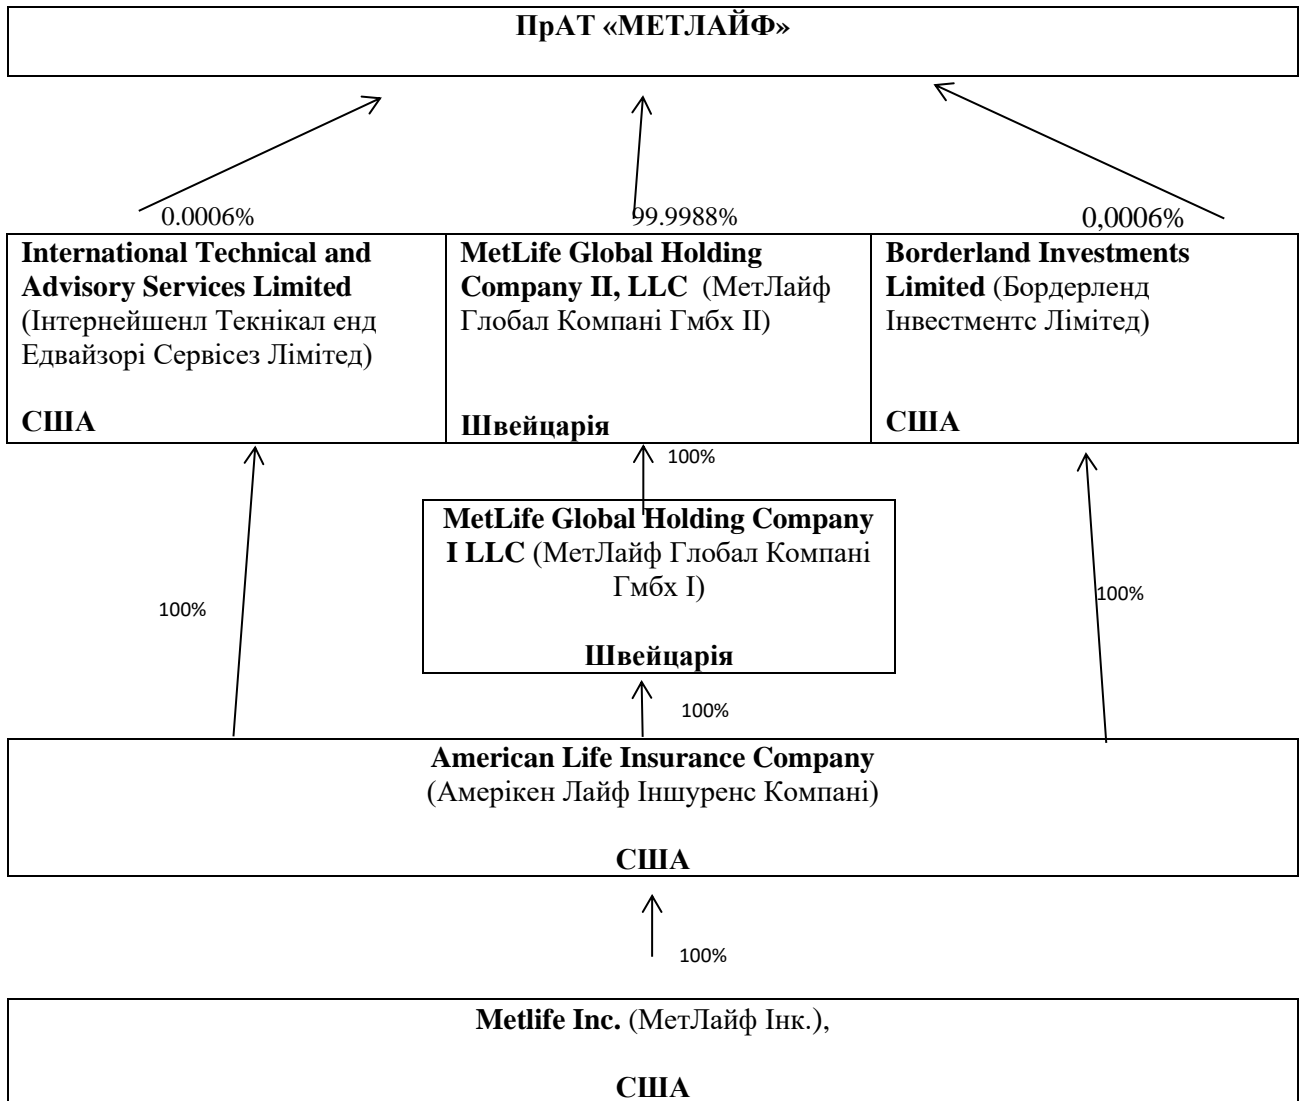 ПрАТ «МЕТЛАЙФ»
0.0006%
99.9988%
0,0006%
International Technical and
Advisory Services Limited
(Інтернейшенл Текнікал енд
Едвайзорі Сервісез Лімітед)
США
MetLife Global Holding
Company II, LLC (МетЛайф
Глобал Компані Гмбх ІІ)
Швейцарія
Borderland Investments
Limited (Бордерленд
Інвестментс Лімітед)
США
100%
MetLife Global Holding Company
I LLC (МетЛайф Глобал Компані
Гмбх І)
Швейцарія
100%
100%
100%
American Life Insurance Company
(Амерікен Лайф Іншуренс Компані)
США
100%
Metlife Inc. (МетЛайф Інк.),
США